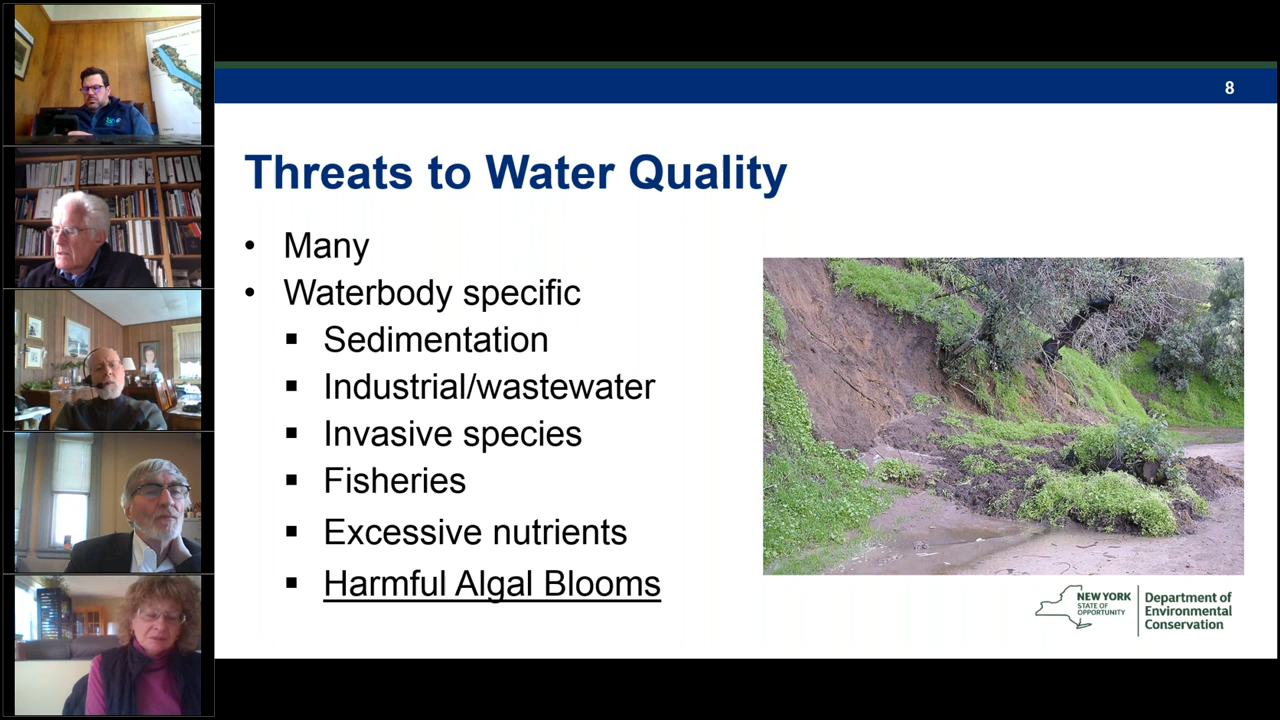 8
Threats to Water Quality
• Many
• Waterbody specific
▪ Sedimentation
▪ Industrial/wastewater
▪ Invasive species
▪ Fisheries
▪ Excessive nutrients
▪ Harmful Algal Blooms
NEW YORK
STATE OF
OPPORTUNITY
Department of
Environmental
Conservation